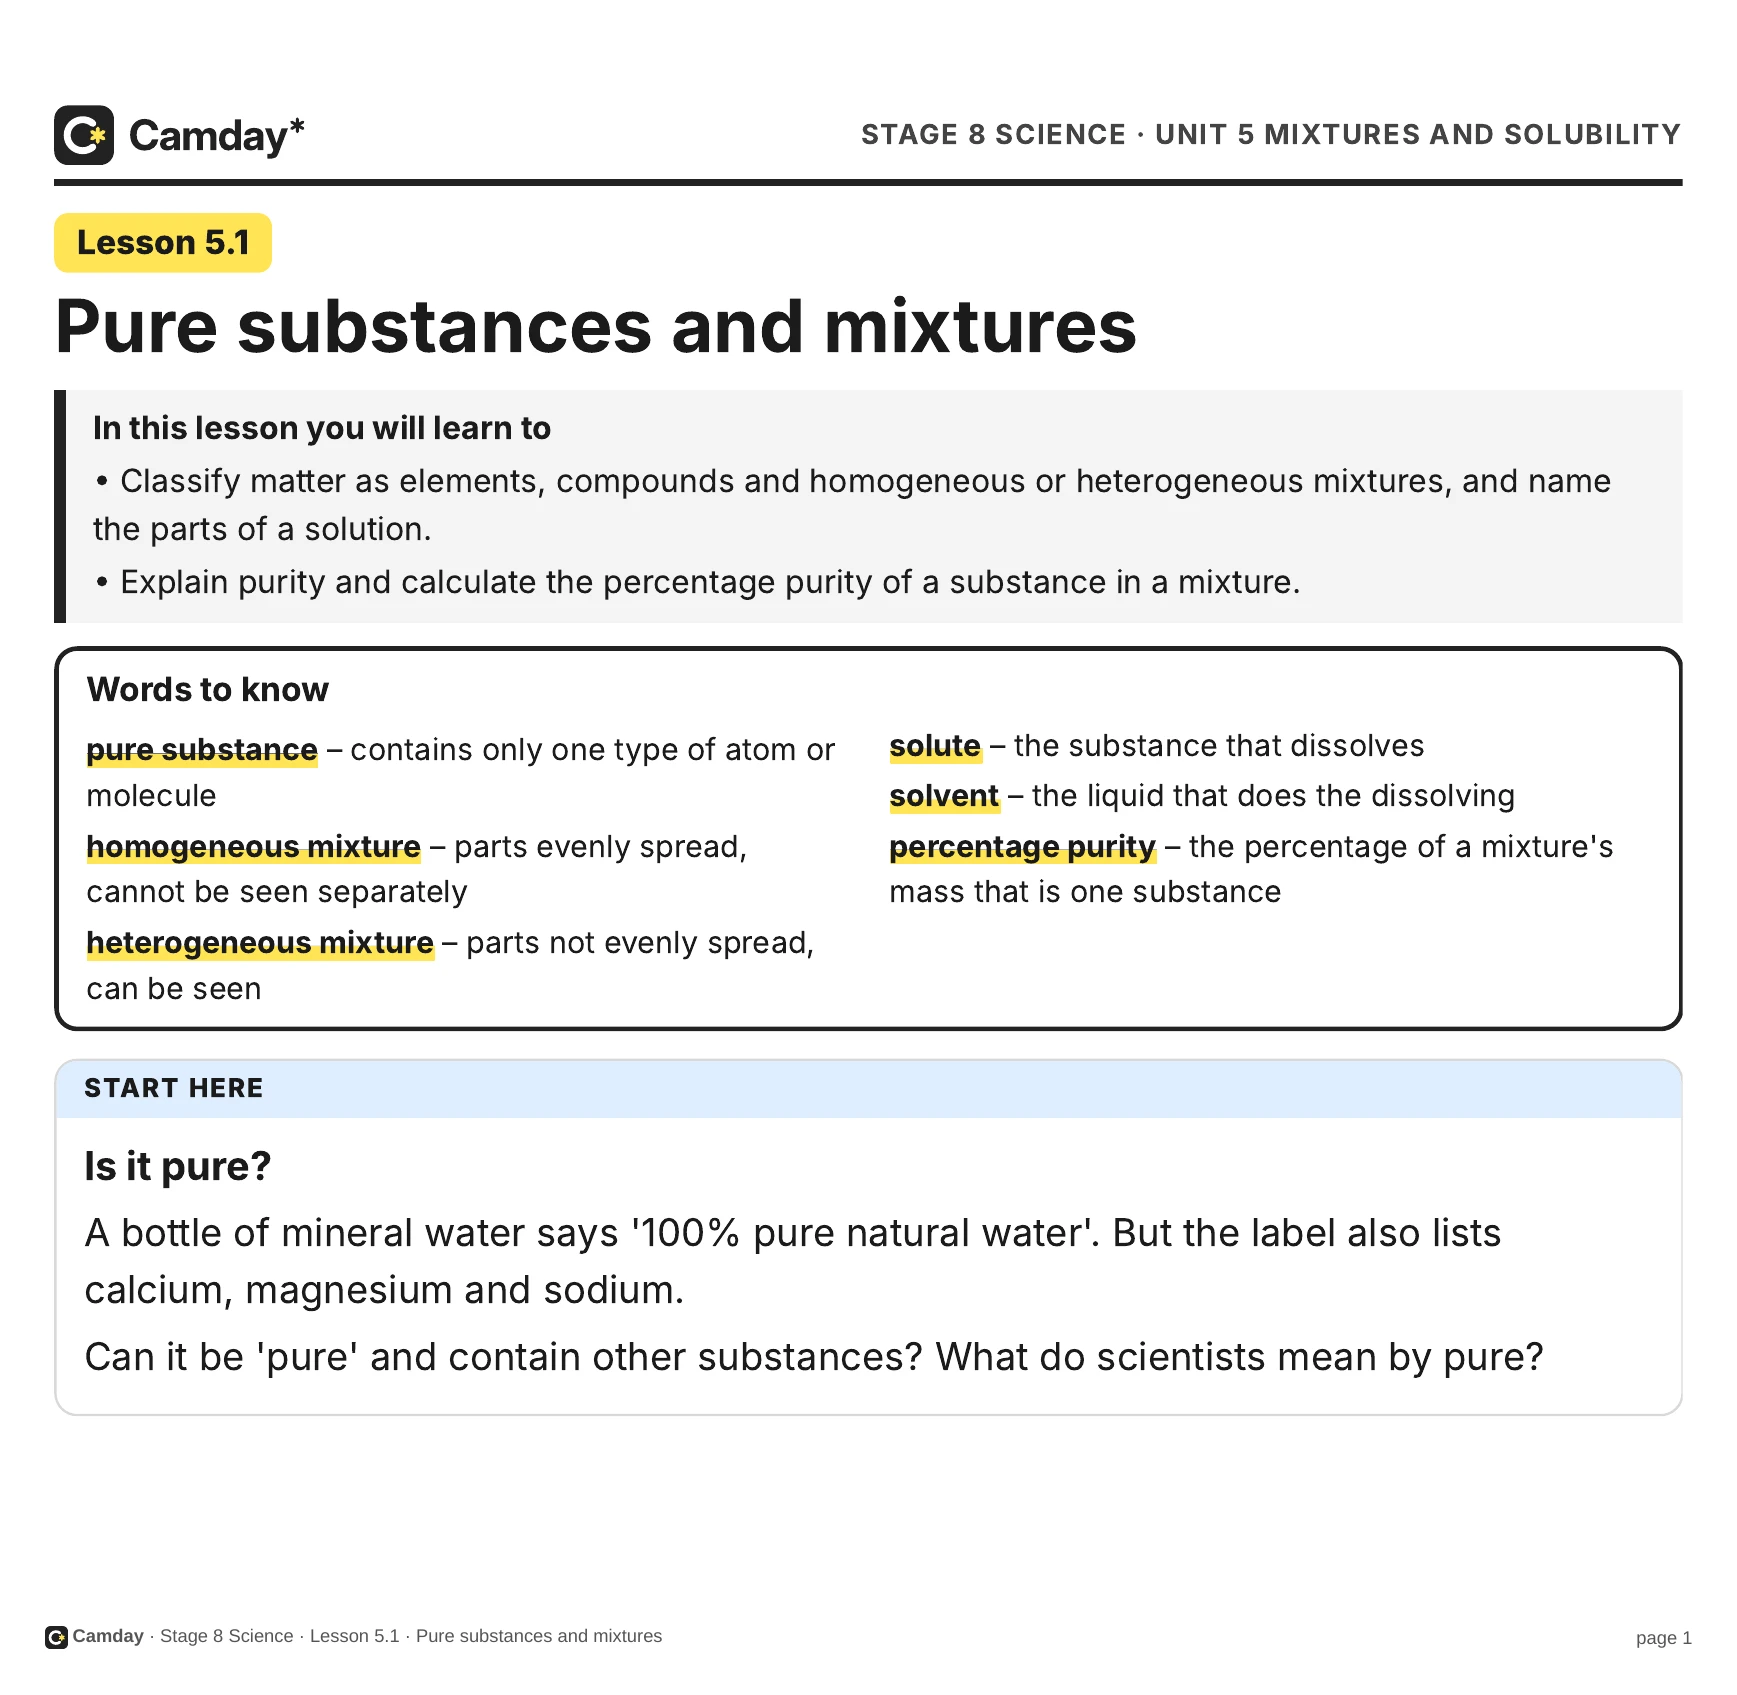 Camday*
STAGE 8 SCIENCE · UNIT 5 MIXTURES AND SOLUBILITY
Lesson 5.1
Pure substances and mixtures
In this lesson you will learn to
• Classify matter as elements, compounds and homogeneous or heterogeneous mixtures, and name
the parts of a solution.
• Explain purity and calculate the percentage purity of a substance in a mixture.
Words to know
pure substance – contains only one type of atom or
molecule
homogeneous mixture – parts evenly spread,
cannot be seen separately
heterogeneous mixture – parts not evenly spread,
can be seen
solute – the substance that dissolves
solvent – the liquid that does the dissolving
percentage purity – the percentage of a mixture's
mass that is one substance
START HERE
Is it pure?
A bottle of mineral water says '100% pure natural water'. But the label also lists
calcium, magnesium and sodium.
Can it be 'pure' and contain other substances? What do scientists mean by pure?
Camday · Stage 8 Science · Lesson 5.1 · Pure substances and mixtures
page 1